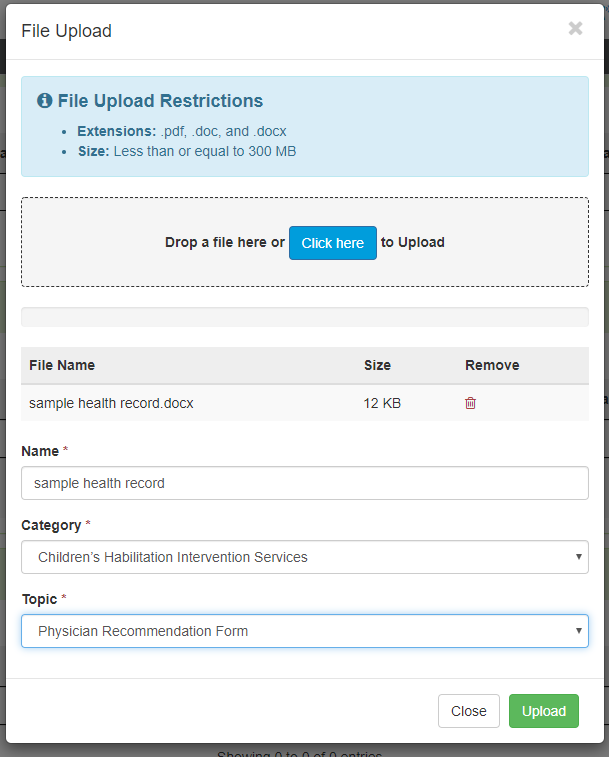 File Upload
File Upload Restrictions
Extensions: .pdf, .doc, and .docx
Size: Less than or equal to 300 MB
Drop a file here or Click here to Upload
File Name Size Remove
sample health record.docx 12 KB
Name *
sample health record
Category *
Children’s Habilitation Intervention Services
Topic *
Physician Recommendation Form
Close Upload
Showing 0 to 0 of 0 entries